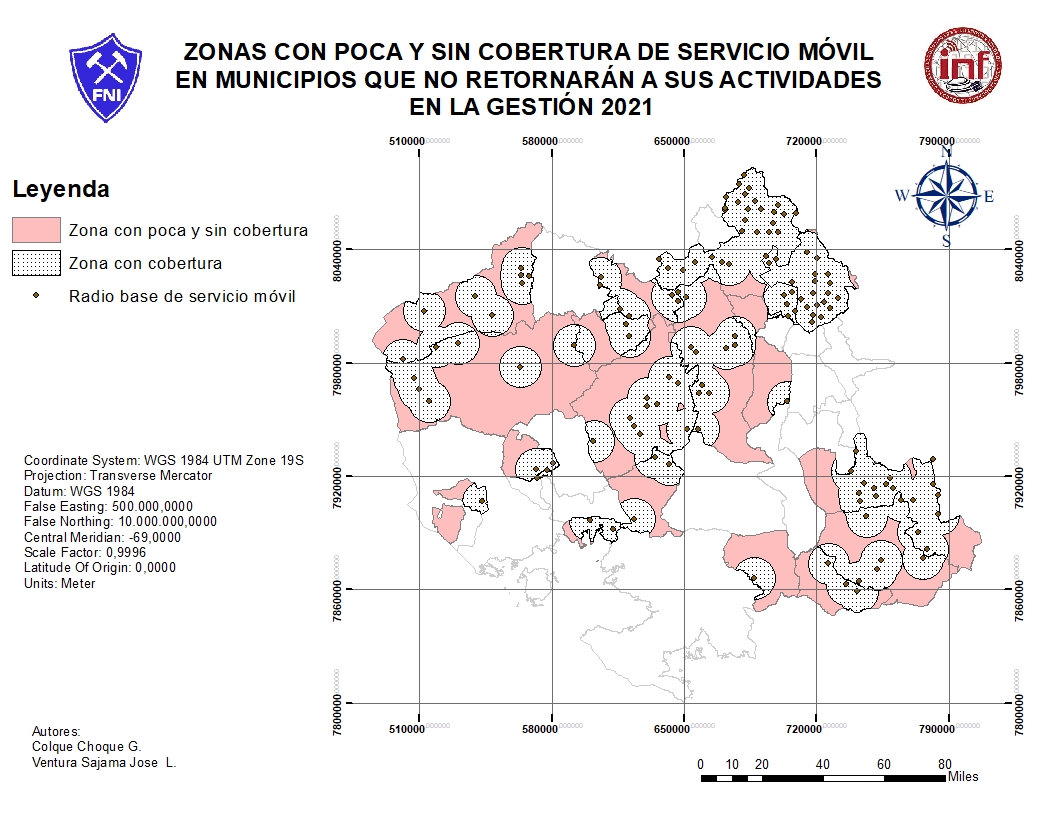 ZONAS CON POCA Y SIN COBERTURA DE SERVICIO MÓVIL
EN MUNICIPIOS QUE NO RETORNARÁN A SUS ACTIVIDADES
EN LA GESTIÓN 2021
FNI
inf
510000 580000 650000 720000 790000
N
W E
S
Leyenda
Zona con poca y sin cobertura
Zona con cobertura
Radio base de servicio móvil
8040000 8040000
7980000 7980000
7920000 7920000
7860000 7860000
7800000 7800000
Coordinate System: WGS 1984 UTM Zone 19S
Projection: Transverse Mercator
Datum: WGS 1984
False Easting: 500.000,0000
False Northing: 10.000.000,0000
Central Meridian: -69,0000
Scale Factor: 0,9996
Latitude Of Origin: 0,0000
Units: Meter
510000 580000 650000 720000 790000
Autores:
Colque Choque G.
Ventura Sajama Jose L.
0 10 20 40 60 80
Miles